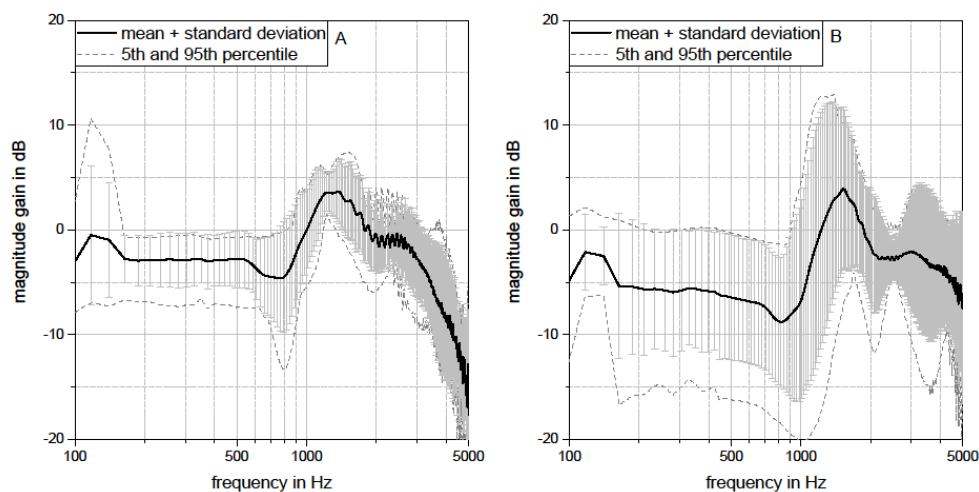 mean + standard deviation
5th and 95th percentile
A
20
10
0
-10
-20
magnitude gain in dB
100
500
1000
5000
frequency in Hz
mean + standard deviation
5th and 95th percentile
B
20
10
0
-10
-20
magnitude gain in dB
100
500
1000
5000
frequency in Hz